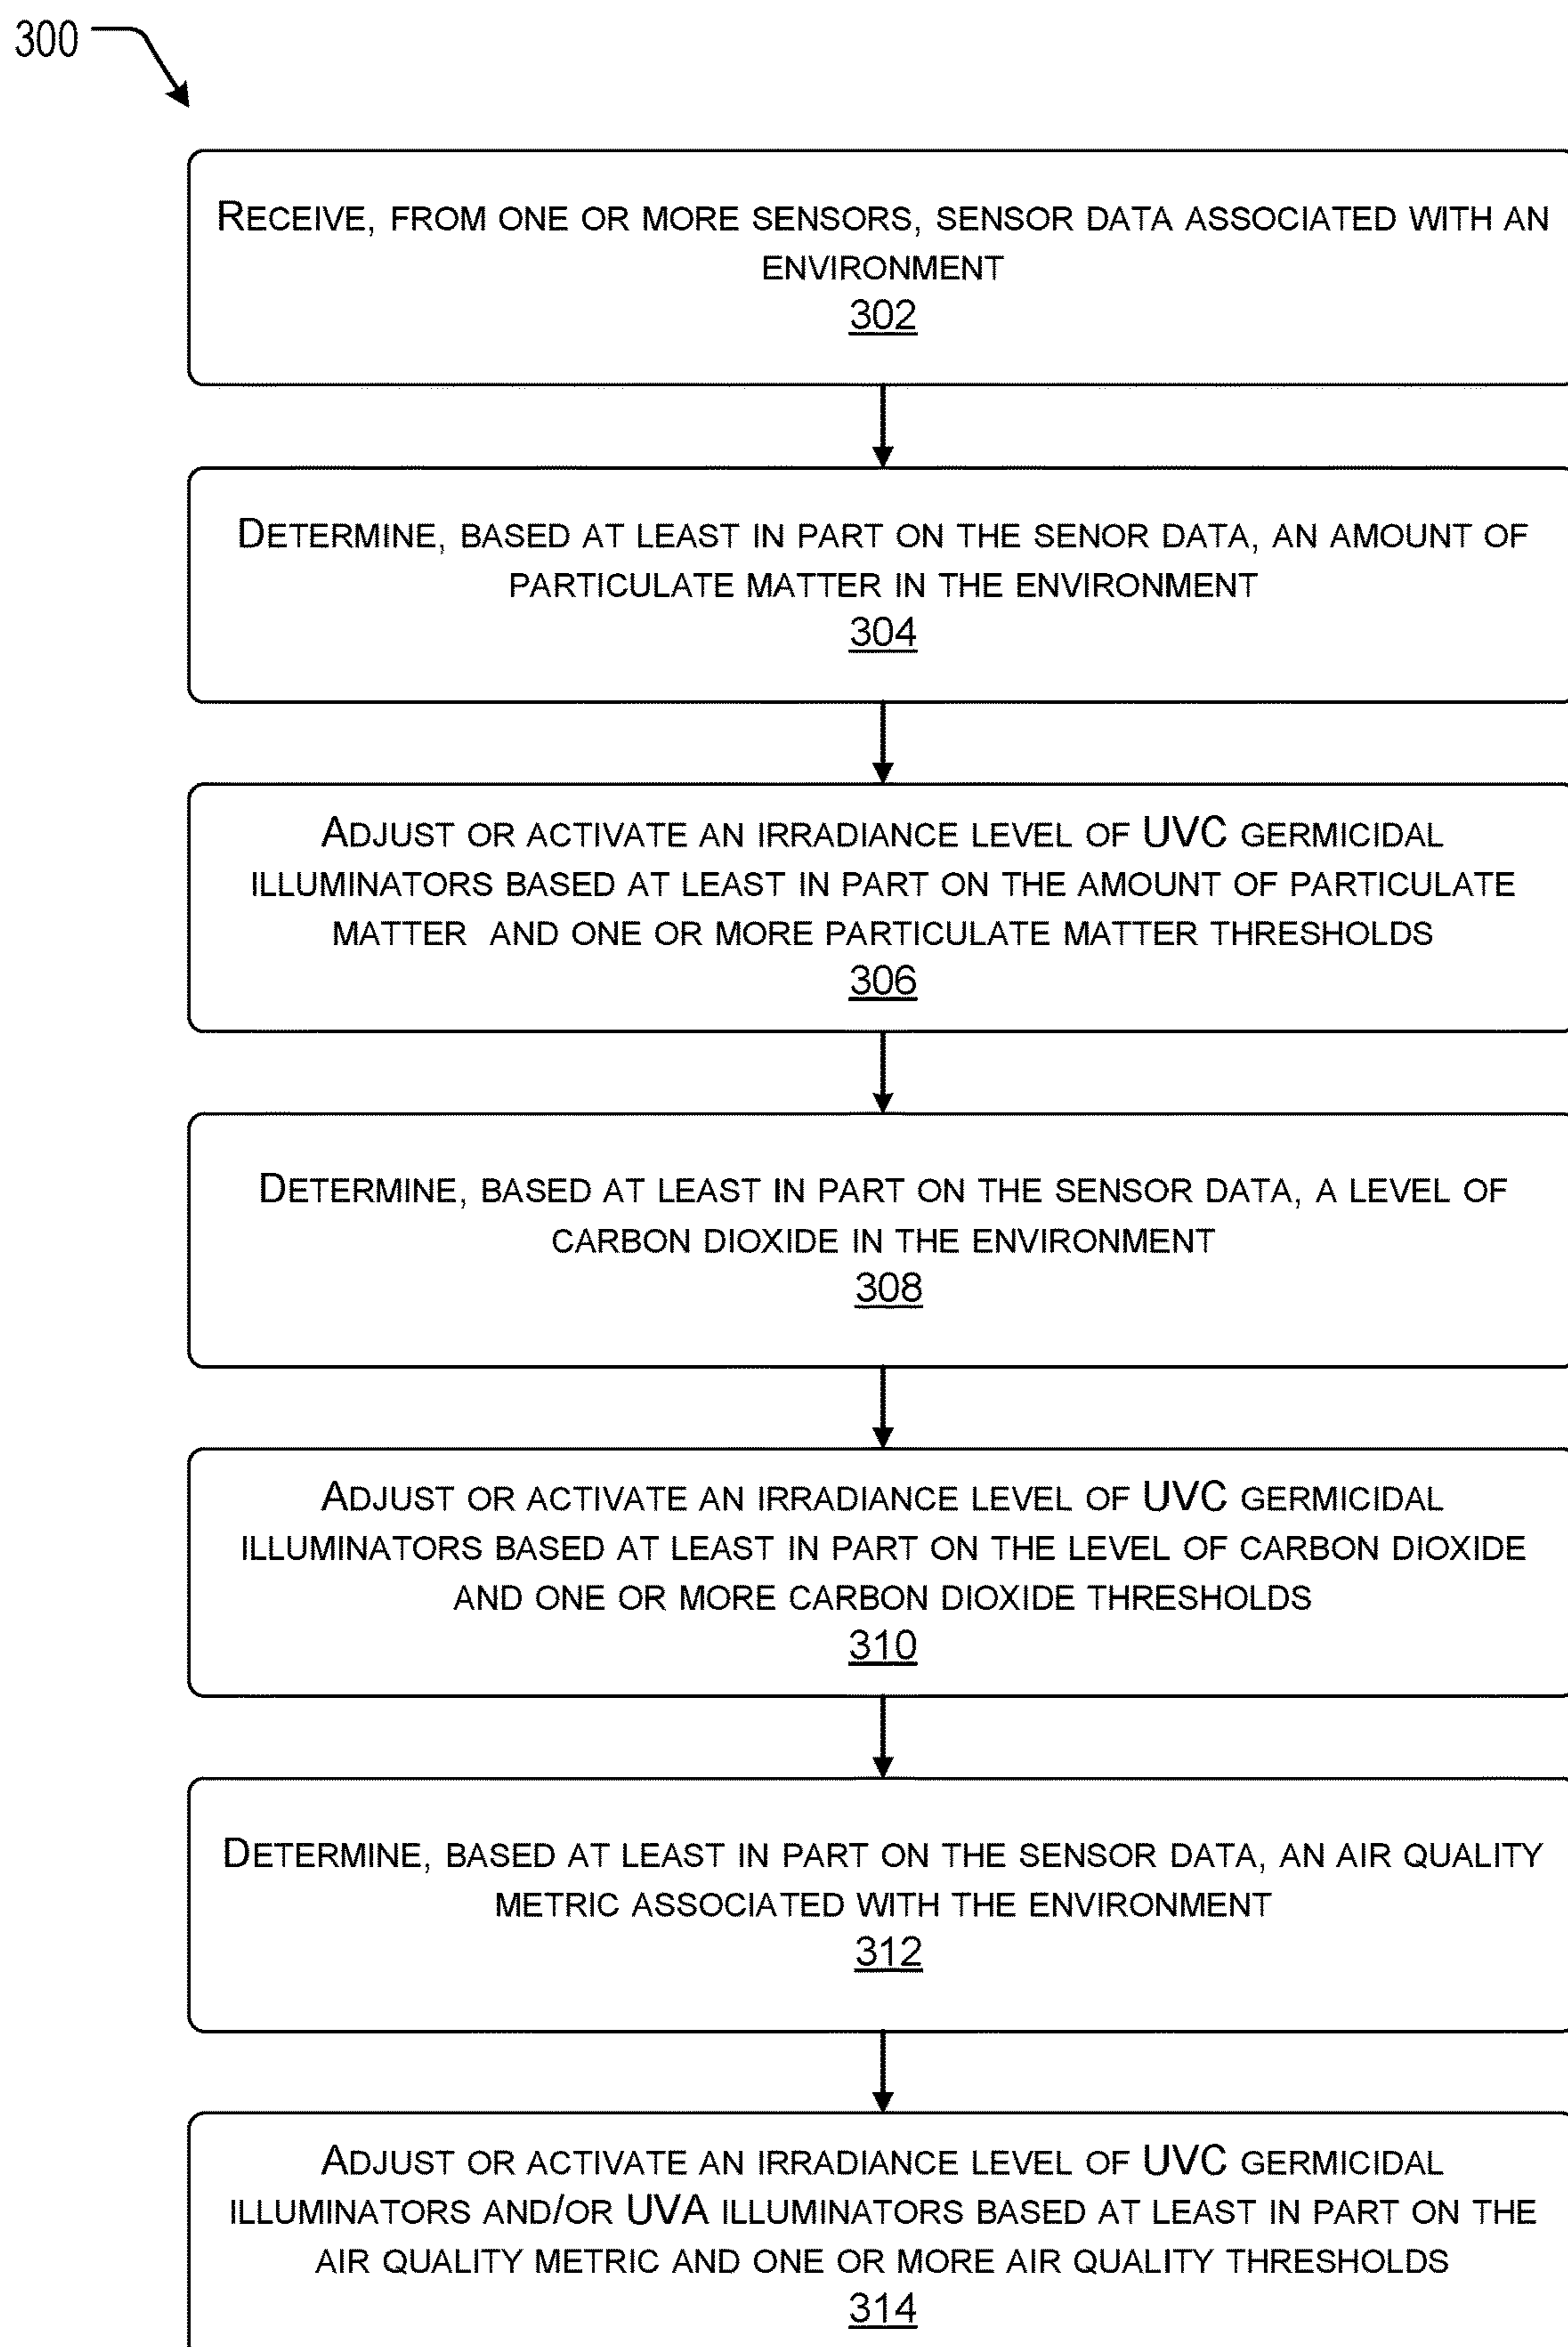 300
RECEIVE, FROM ONE OR MORE SENSORS, SENSOR DATA ASSOCIATED WITH AN
ENVIRONMENT
302
DETERMINE, BASED AT LEAST IN PART ON THE SENOR DATA, AN AMOUNT OF
PARTICULATE MATTER IN THE ENVIRONMENT
304
ADJUST OR ACTIVATE AN IRRADIANCE LEVEL OF UVC GERMICIDAL
ILLUMINATORS BASED AT LEAST IN PART ON THE AMOUNT OF PARTICULATE
MATTER AND ONE OR MORE PARTICULATE MATTER THRESHOLDS
306
DETERMINE, BASED AT LEAST IN PART ON THE SENSOR DATA, A LEVEL OF
CARBON DIOXIDE IN THE ENVIRONMENT
308
ADJUST OR ACTIVATE AN IRRADIANCE LEVEL OF UVC GERMICIDAL
ILLUMINATORS BASED AT LEAST IN PART ON THE LEVEL OF CARBON DIOXIDE
AND ONE OR MORE CARBON DIOXIDE THRESHOLDS
310
DETERMINE, BASED AT LEAST IN PART ON THE SENSOR DATA, AN AIR QUALITY
METRIC ASSOCIATED WITH THE ENVIRONMENT
312
ADJUST OR ACTIVATE AN IRRADIANCE LEVEL OF UVC GERMICIDAL
ILLUMINATORS AND/OR UVA ILLUMINATORS BASED AT LEAST IN PART ON THE
AIR QUALITY METRIC AND ONE OR MORE AIR QUALITY THRESHOLDS
314